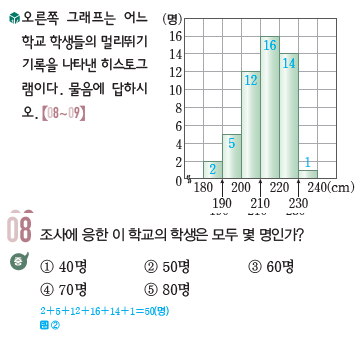 오른쪽 그래프는 어느
학교 학생들의 멀리뛰기
기록을 나타낸 히스토그
램이다. 물음에 답하시
오.【08~09】
(명)
16
14
12
10
8
6
4
2
0
2
5
12
16
14
1
180 200 210 220 240(cm)
190 210 230
08 조사에 응한 이 학교의 학생은 모두 몇 명인가?
중
① 40명 ② 50명 ③ 60명
④ 70명 ⑤ 80명
2+5+12+16+14+1=50(명)
답 ②